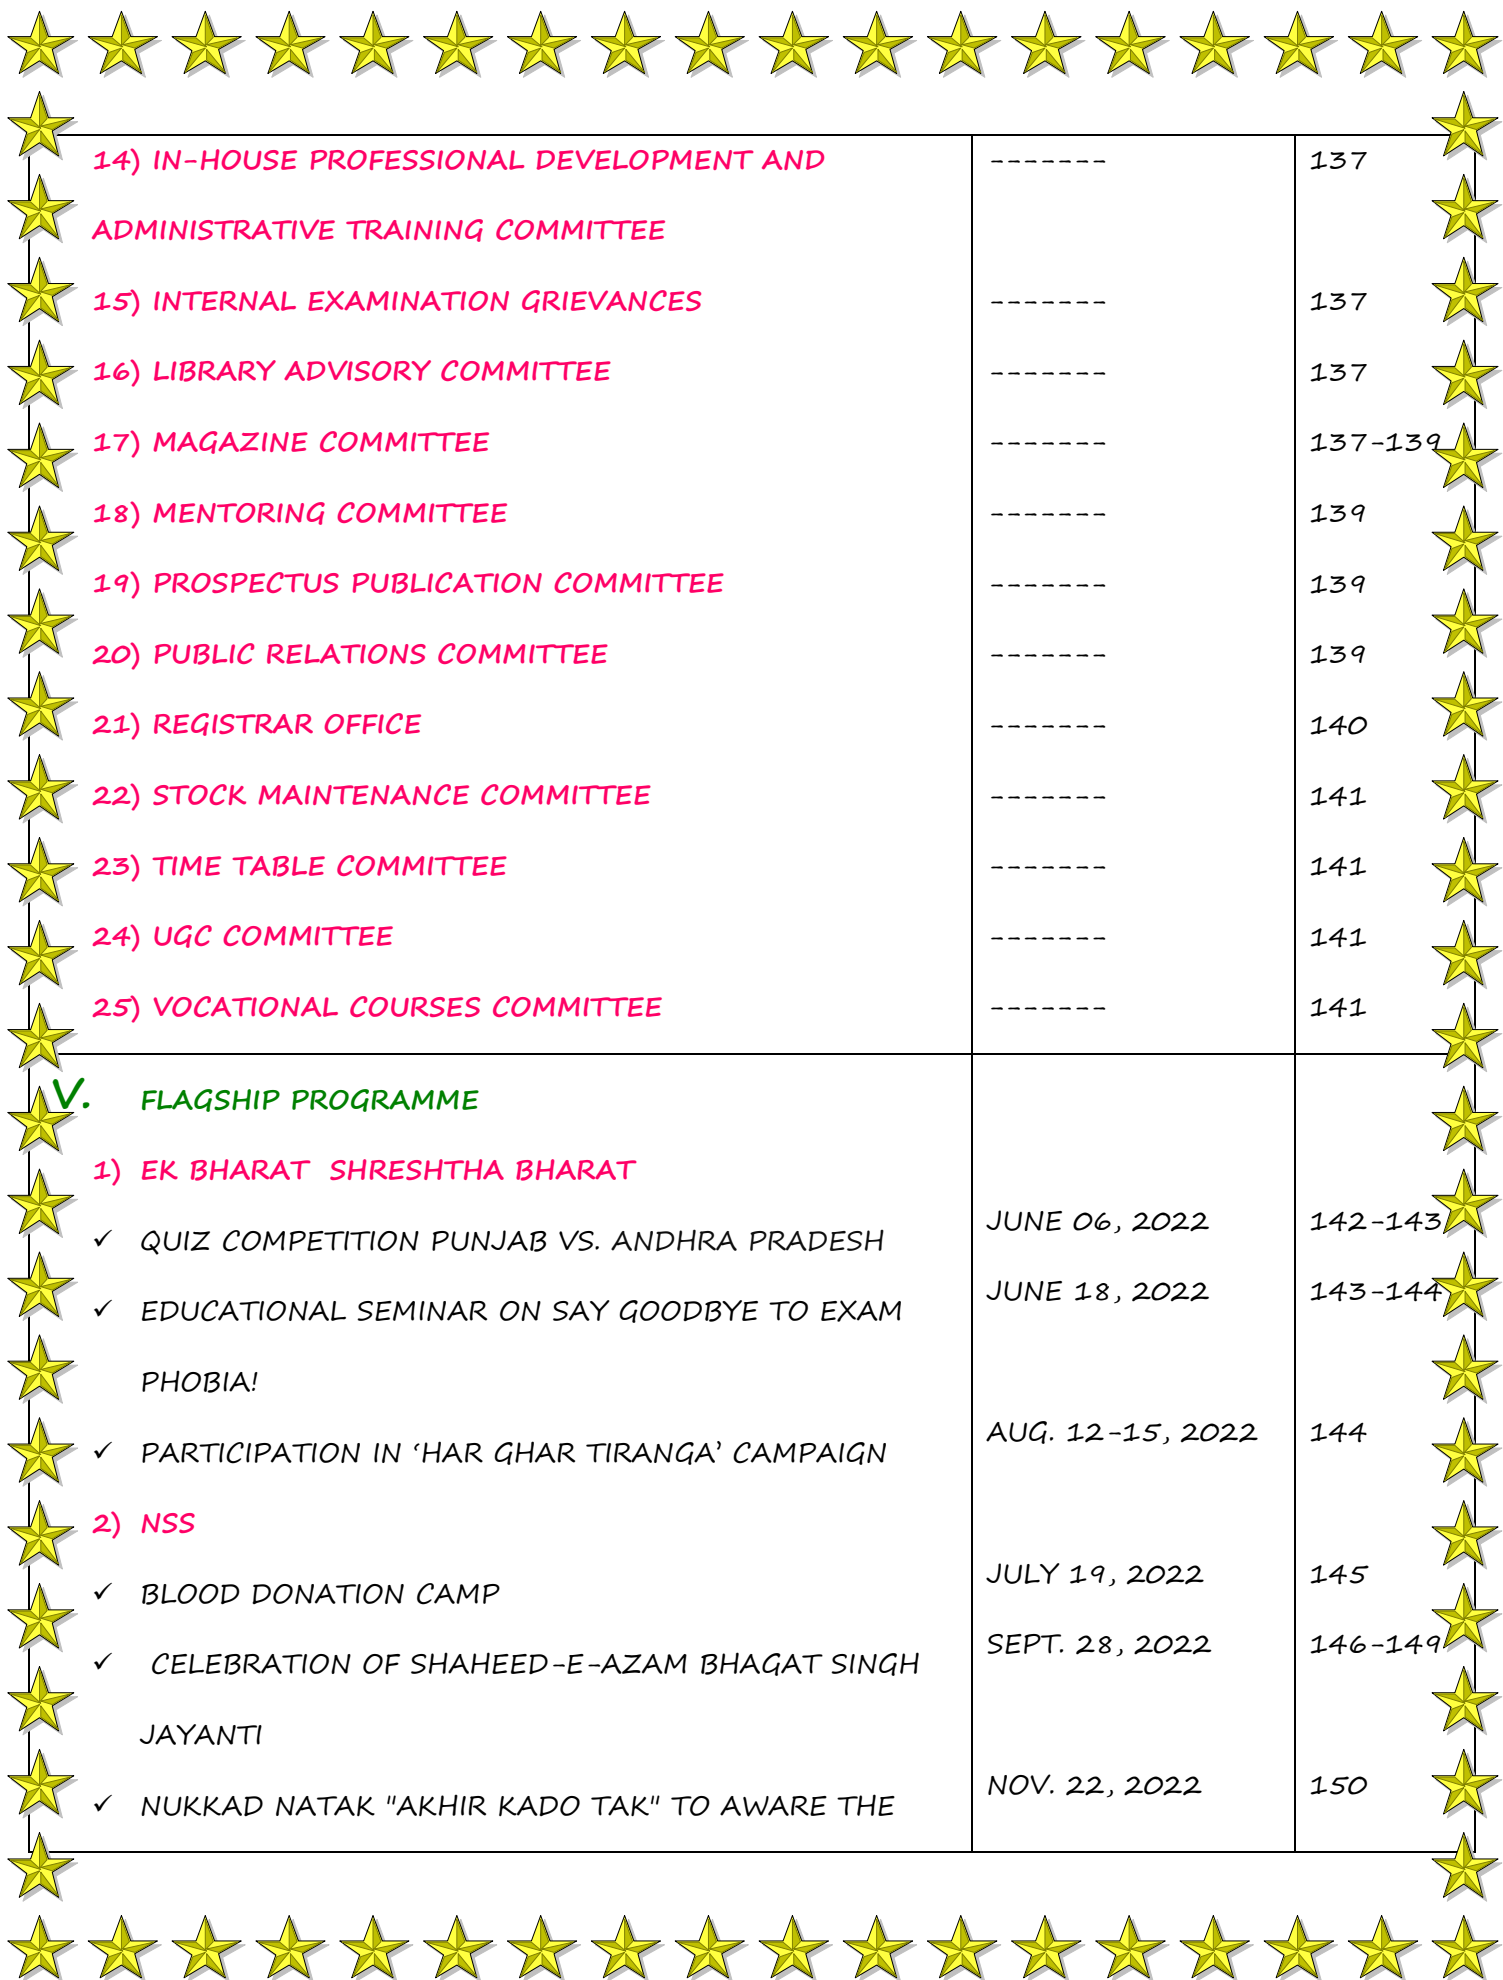 14) IN-HOUSE PROFESSIONAL DEVELOPMENT AND ------- 137
ADMINISTRATIVE TRAINING COMMITTEE
15) INTERNAL EXAMINATION GRIEVANCES ------- 137
16) LIBRARY ADVISORY COMMITTEE ------- 137
17) MAGAZINE COMMITTEE ------- 137-139
18) MENTORING COMMITTEE ------- 139
19) PROSPECTUS PUBLICATION COMMITTEE ------- 139
20) PUBLIC RELATIONS COMMITTEE ------- 139
21) REGISTRAR OFFICE ------- 140
22) STOCK MAINTENANCE COMMITTEE ------- 141
23) TIME TABLE COMMITTEE ------- 141
24) UGC COMMITTEE ------- 141
25) VOCATIONAL COURSES COMMITTEE ------- 141
V. FLAGSHIP PROGRAMME
1) EK BHARAT SHRESHTHA BHARAT
✓ QUIZ COMPETITION PUNJAB VS. ANDHRA PRADESH JUNE 06, 2022 142-143
✓ EDUCATIONAL SEMINAR ON SAY GOODBYE TO EXAM JUNE 18, 2022 143-144
PHOBIA!
✓ PARTICIPATION IN ‘HAR GHAR TIRANGA’ CAMPAIGN AUG. 12-15, 2022 144
2) NSS
✓ BLOOD DONATION CAMP JULY 19, 2022 145
✓ CELEBRATION OF SHAHEED-E-AZAM BHAGAT SINGH SEPT. 28, 2022 146-149
JAYANTI
✓ NUKKAD NATAK "AKHIR KADO TAK" TO AWARE THE NOV. 22, 2022 150